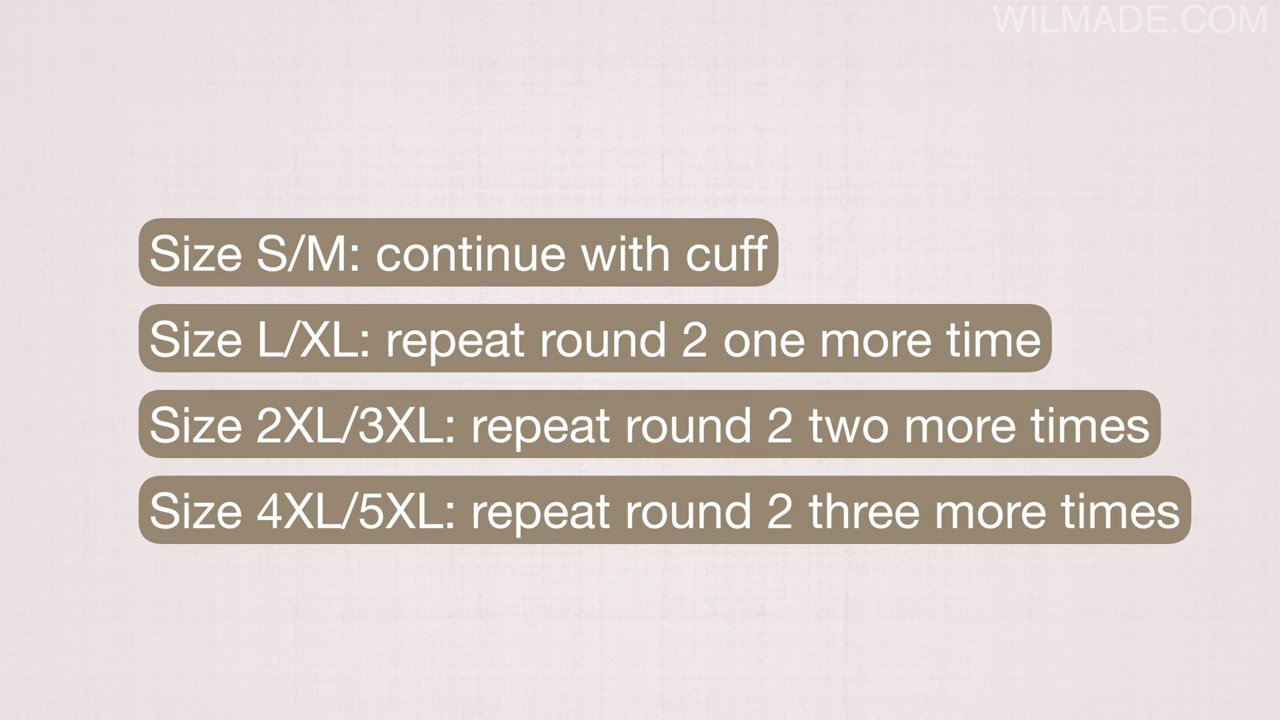 WILMADE.COM
Size S/M: continue with cuff
Size L/XL: repeat round 2 one more time
Size 2XL/3XL: repeat round 2 two more times
Size 4XL/5XL: repeat round 2 three more times